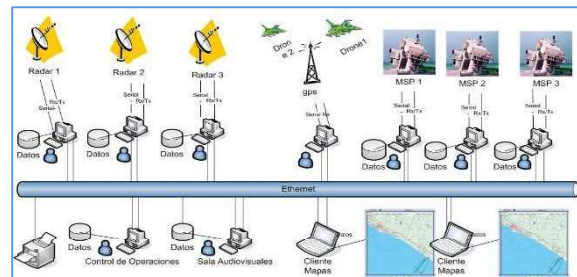 Dron
e 2
Drone1
Radar 1
Radar 2
Radar 3
gps
MSP 1
MSP 2
MSP 3
Serial
Rx/Tx
Serial
Rx/Tx
Serial
Rx/Tx
Serial Rx
Serial
Rx/Tx
Serial
Rx/Tx
Serial
Rx/Tx
Datos
Datos
Datos
Datos
Datos
Datos
Ethernet
Datos
Control de Operaciones
Datos
Sala Audiovisuales
Cliente
Mapas
Cliente
Mapas